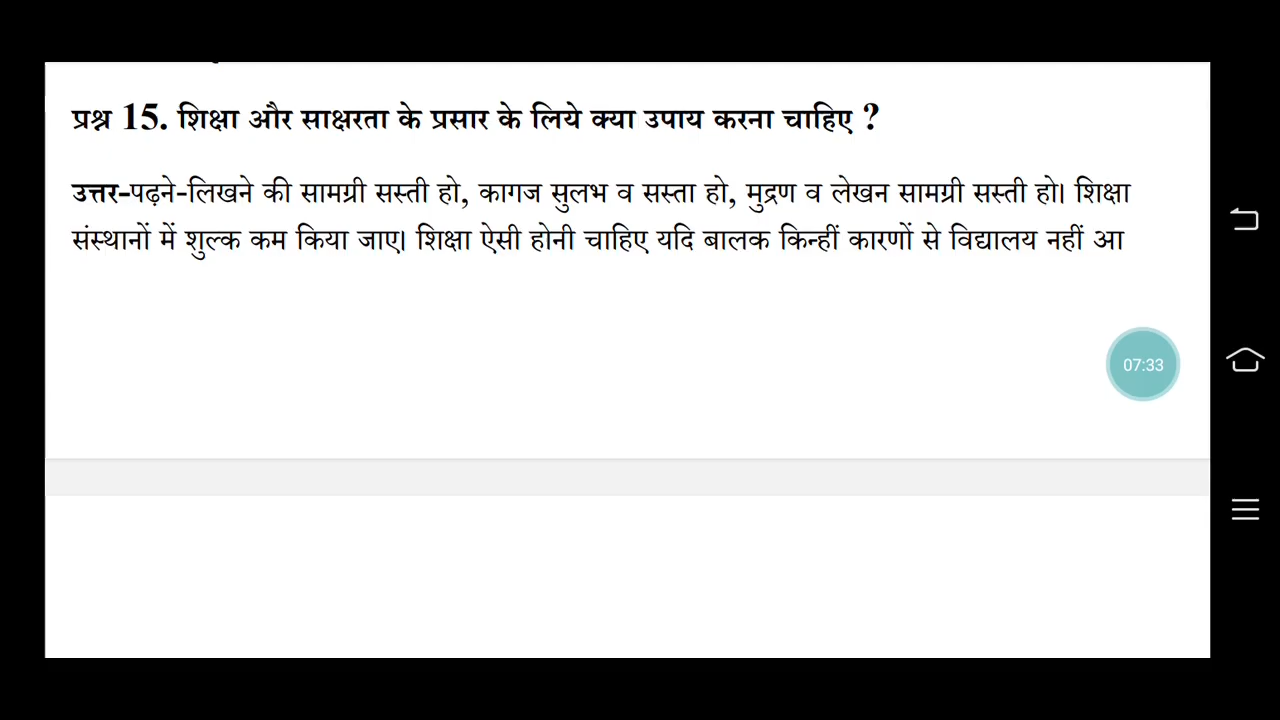 प्रश्न 15. शिक्षा और साक्षरता के प्रसार के लिये क्या उपाय करना चाहिए ?
उत्तर-पढ़ने-लिखने की सामग्री सस्ती हो, कागज सुलभ व सस्ता हो, मुद्रण व लेखन सामग्री सस्ती हो। शिक्षा
संस्थानों में शुल्क कम किया जाए। शिक्षा ऐसी होनी चाहिए यदि बालक किन्हीं कारणों से विद्यालय नहीं आ
07:33